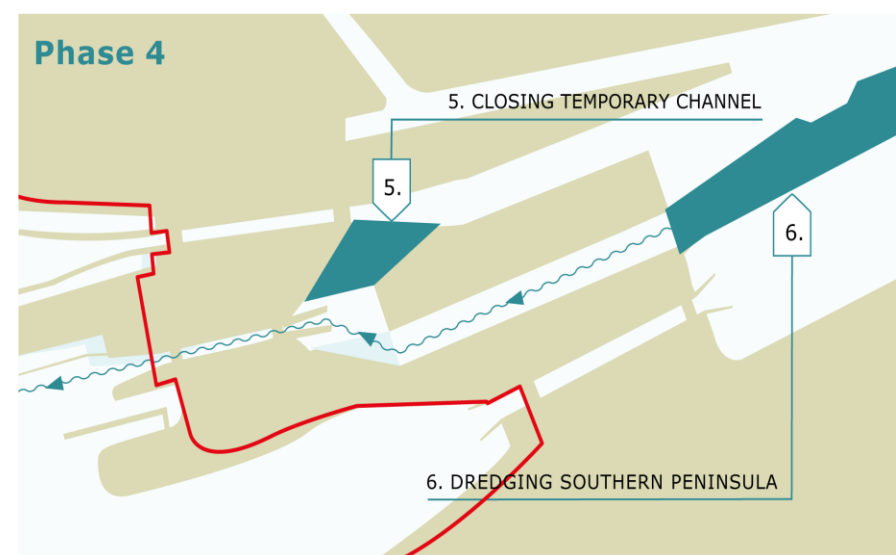 Phase 4
5. CLOSING TEMPORARY CHANNEL
5.
6.
6. DREDGING SOUTHERN PENINSULA